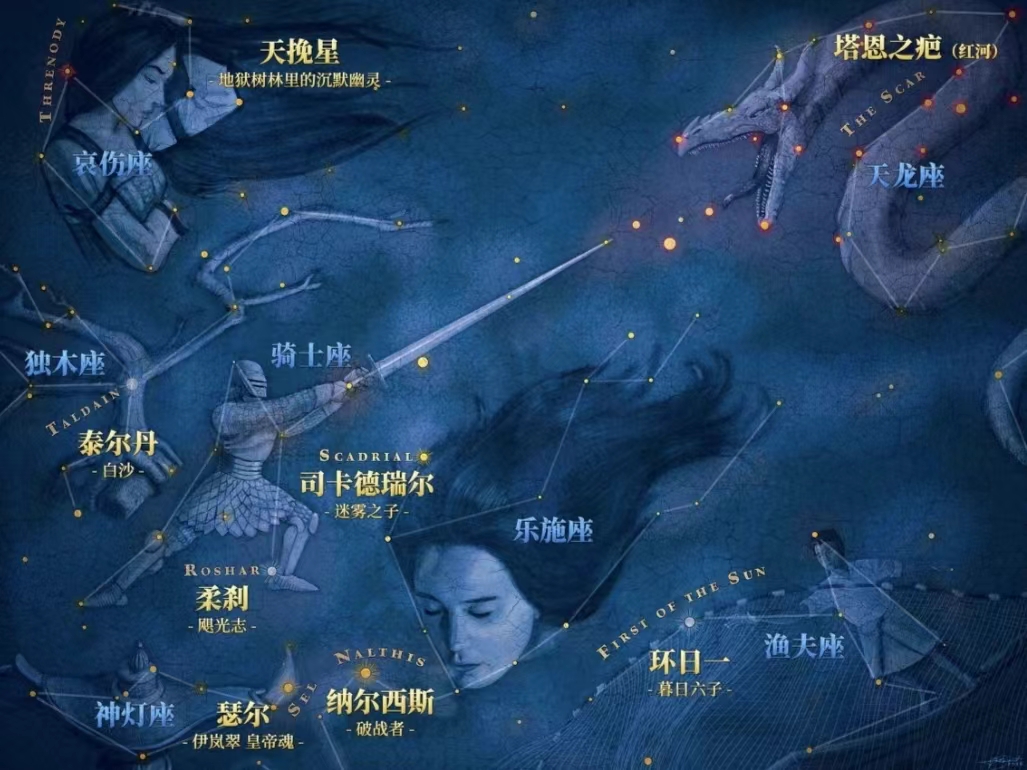 THRENODY
天挽星
- 地狱树林里的沉默幽灵 -
哀伤座
塔恩之疤（红河）
THE SCAR
天龙座
独木座
TALDAIN
泰尔丹
- 白沙 -
骑士座
SCADRIAL
司卡德瑞尔
- 迷雾之子 -
乐施座
ROSHAR
柔刹
- 飓光志 -
FIRST OF THE SUN
环日一
- 暮日六子 -
渔夫座
神灯座
SEL
瑟尔
- 伊岚翠 皇帝魂 -
NALTHIS
纳尔西斯
- 破战者 -